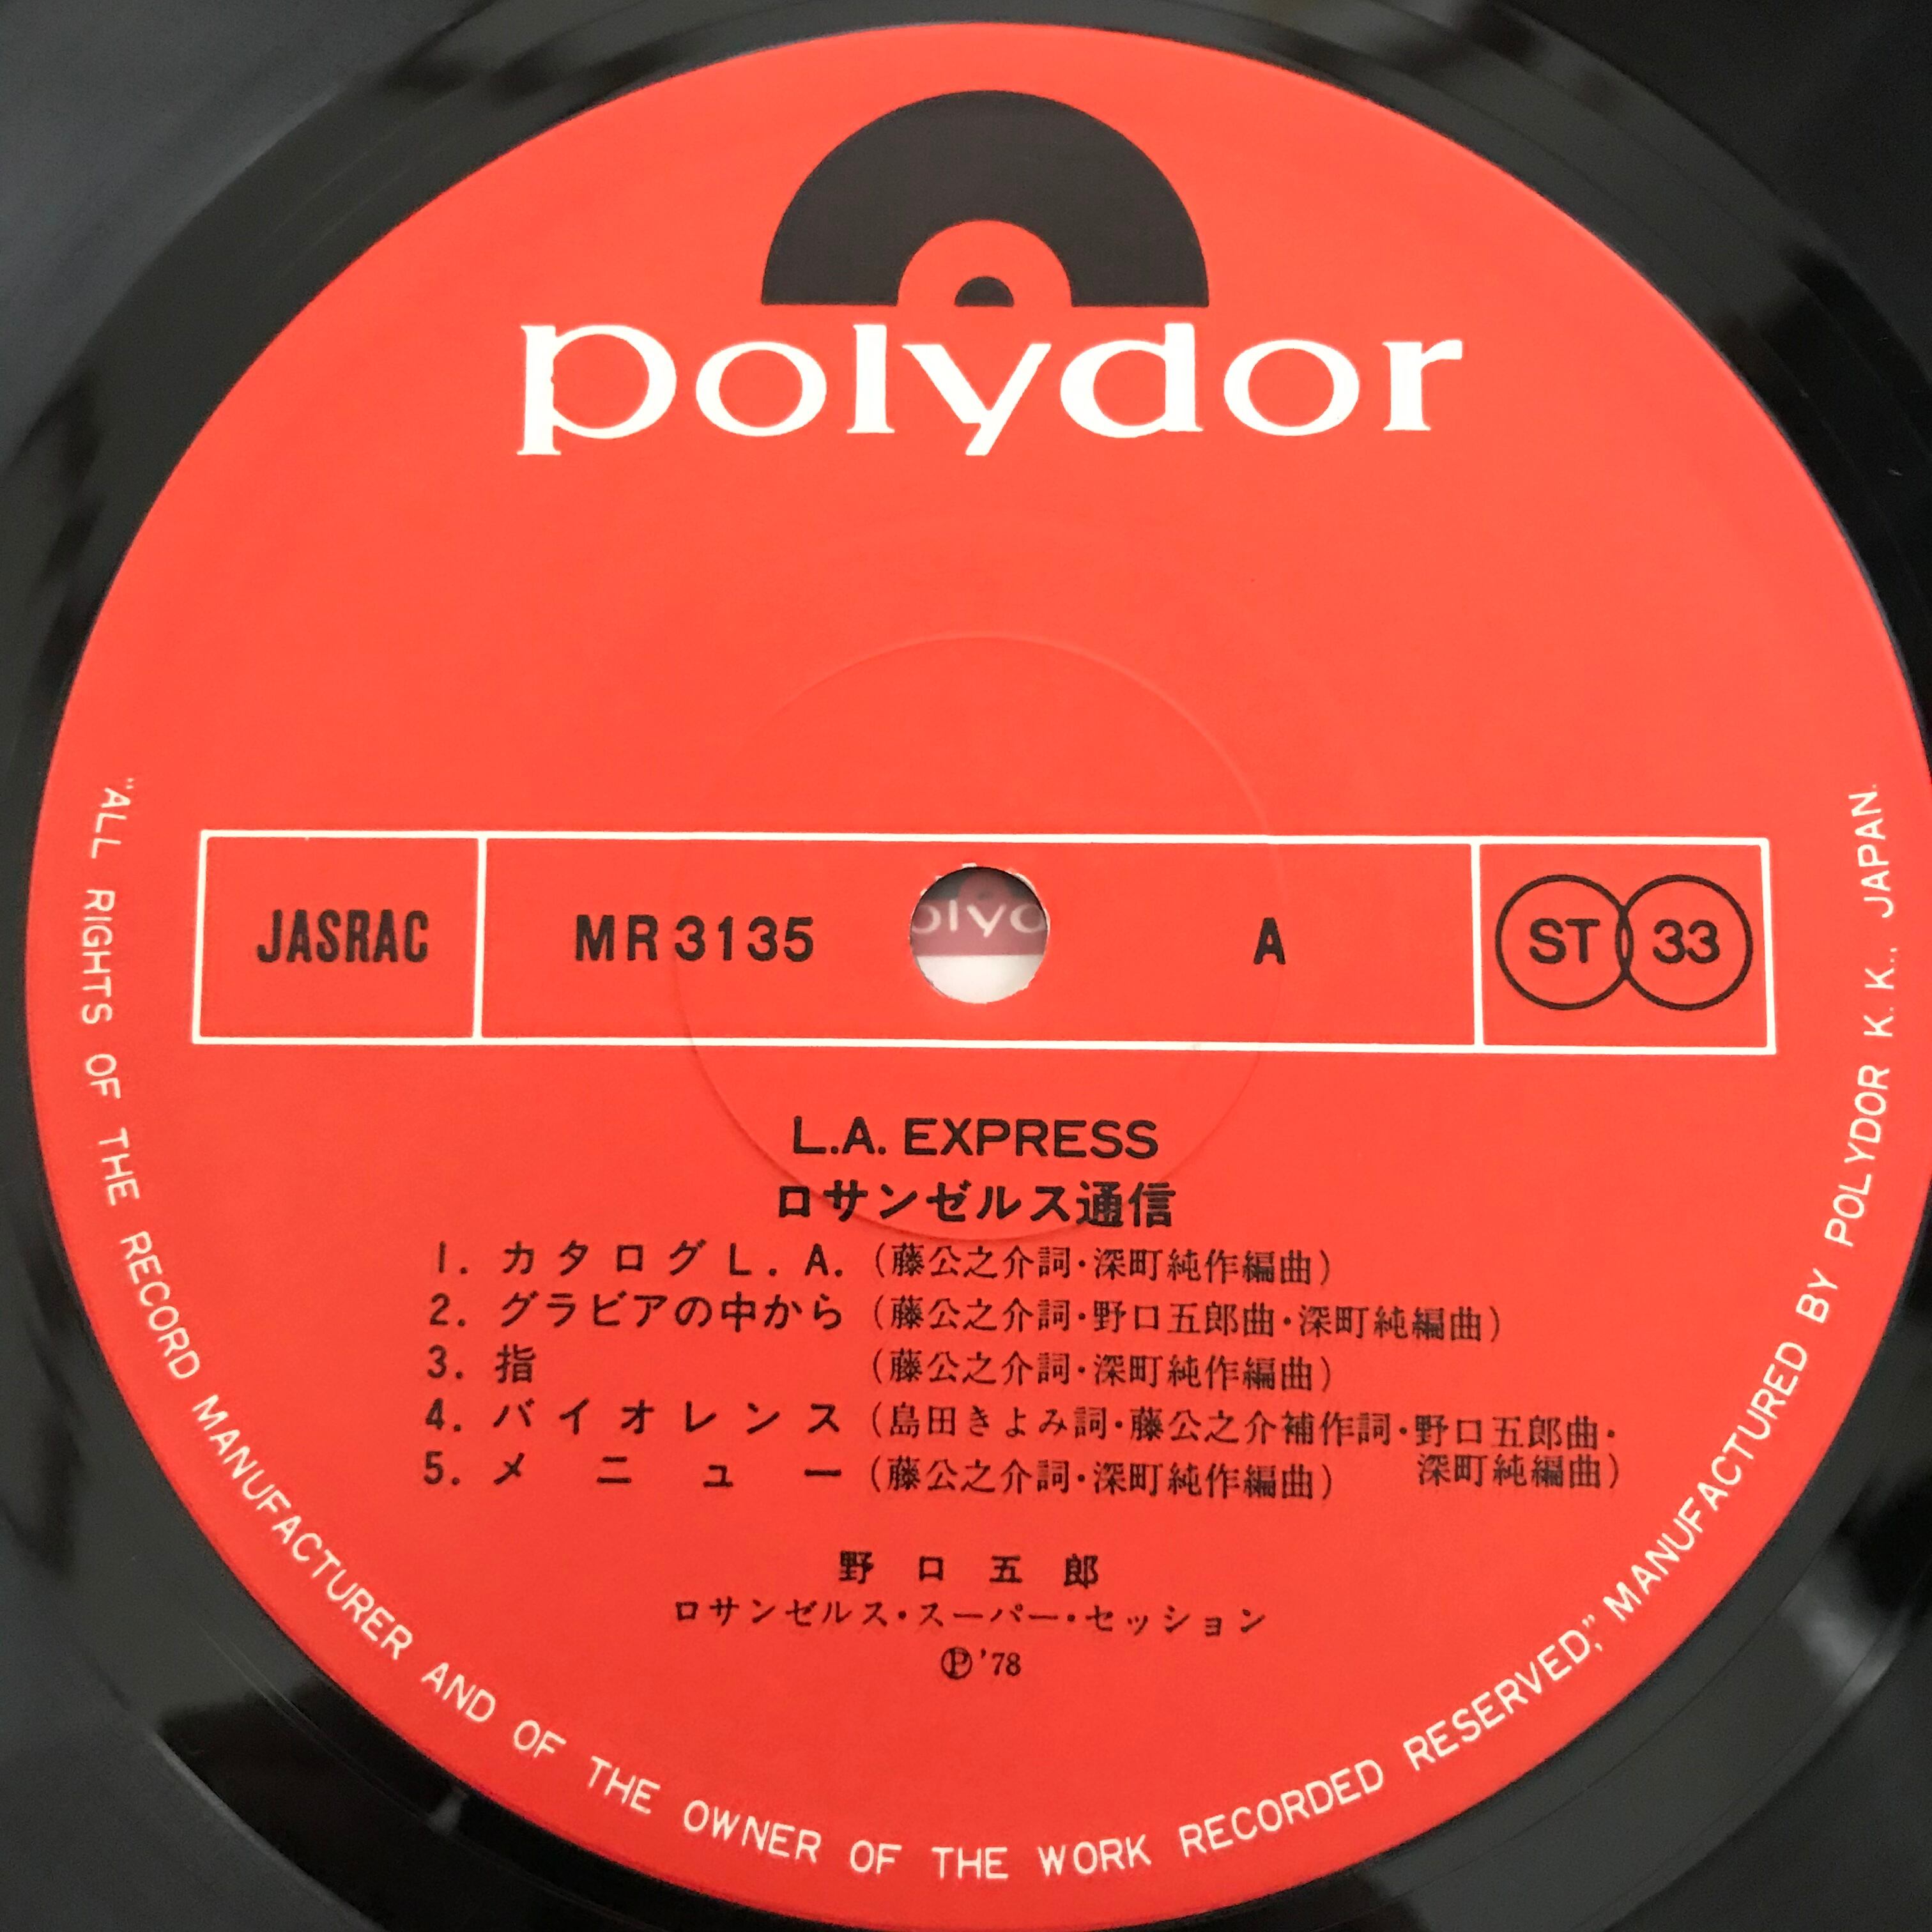 polydor
JASRAC MR 3135 A ST 33
L.A. EXPRESS
ロサンゼルス通信
1. カタログL.A. (藤公之介詞・深町純作編曲)
2. グラビアの中から (藤公之介詞・野口五郎曲・深町純編曲)
3. 指 (藤公之介詞・深町純作編曲)
4. バイオレンス (島田きよみ詞・藤公之介補作詞・野口五郎曲・
深町純編曲)
5. メニュー (藤公之介詞・深町純作編曲)
野口五郎
ロサンゼルス・スーパー・セッション
Ⓟ'78
"ALL RIGHTS OF THE RECORD MANUFACTURER AND OF THE OWNER OF THE WORK RECORDED RESERVED," MANUFACTURED BY POLYDOR K.K., JAPAN.
olydo